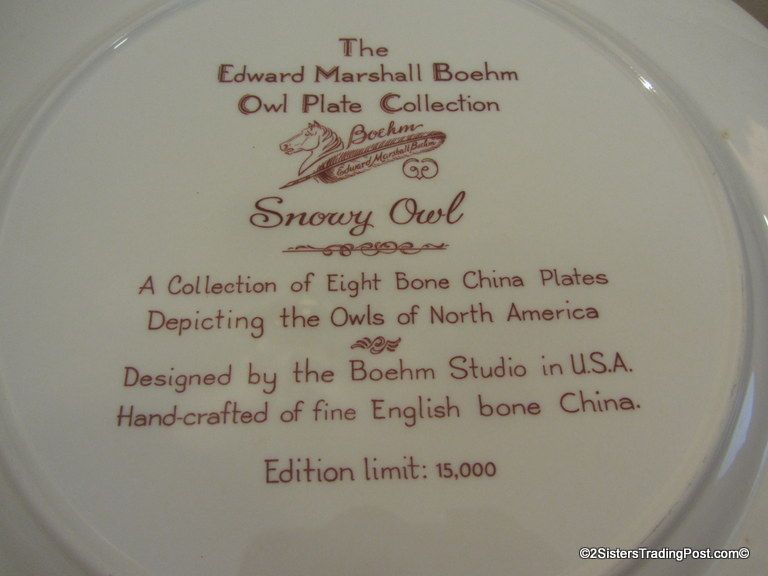 The
Edward Marshall Boehm
Owl Plate Collection
Boehm
Edward Marshall Boehm
Snowy Owl
A Collection of Eight Bone China Plates
Depicting the Owls of North America
Designed by the Boehm Studio in U.S.A.
Hand-crafted of fine English bone China.
Edition limit: 15,000
©2SistersTradingPost.com©